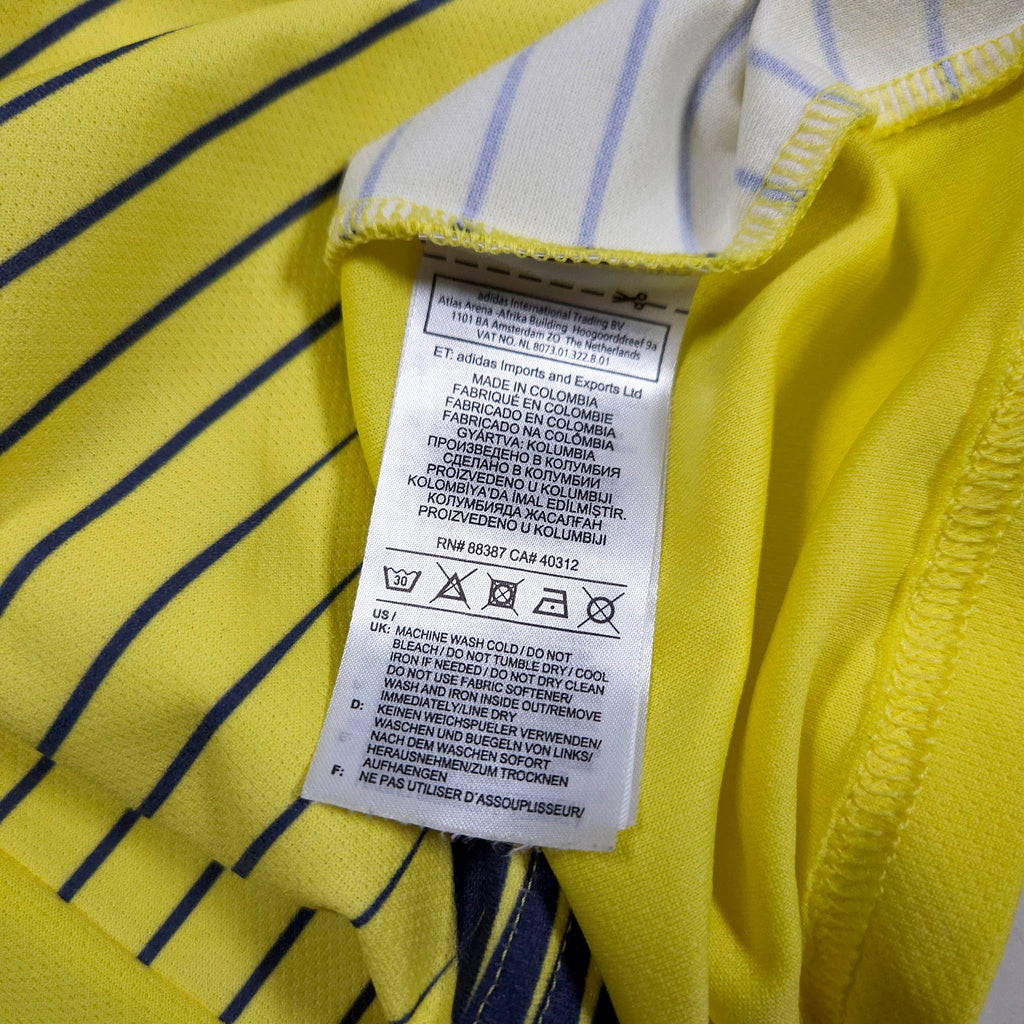 adidas International Trading BV
Atlas Arena -Afrika Building Hoogoorddreef 9a
1101 BA Amsterdam ZO The Netherlands
VAT NO. NL 8073.01.322.B.01
ET: adidas Imports and Exports Ltd
MADE IN COLOMBIA
FABRIQUÉ EN COLOMBIE
FABRICADO EN COLOMBIA
FABRICADO NA COLÔMBIA
GYÁRTVA: KOLUMBIA
ПРОИЗВЕДЕНО В КОЛУМБИЯ
СДЕЛАНО В КОЛУМБИИ
PROIZVEDENO U KOLUMBIJI
KOLOMBİYA'DA İMAL EDİLMİŞTİR.
КОЛУМБИЯДА ЖАСАЛҒАН
PROIZVEDENO U KOLUMBIJI
RN# 88387 CA# 40312
30
US /
UK: MACHINE WASH COLD / DO NOT
BLEACH / DO NOT TUMBLE DRY / COOL
IRON IF NEEDED / DO NOT DRY CLEAN
DO NOT USE FABRIC SOFTENER/
WASH AND IRON INSIDE OUT/REMOVE
IMMEDIATELY/LINE DRY
D: KEINEN WEICHSPUELER VERWENDEN/
WASCHEN UND BUEGELN VON LINKS/
NACH DEM WASCHEN SOFORT
HERAUSNEHMEN/ZUM TROCKNEN
AUFHAENGEN
F: NE PAS UTILISER D'ASSOUPLISSEUR/